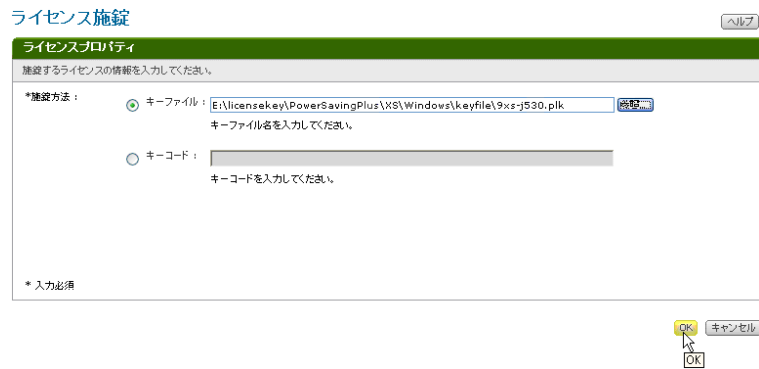 ライセンス施錠
ヘルプ
ライセンスプロパティ
施錠するライセンスの情報を入力してください。
*施錠方法：
キーファイル：
E:\licensekey\PowerSavingPlus\XS\Windows\keyfile\9xs-j530.plk
参照...
キーファイル名を入力してください。
キーコード：
キーコードを入力してください。
* 入力必須
OK
キャンセル
OK